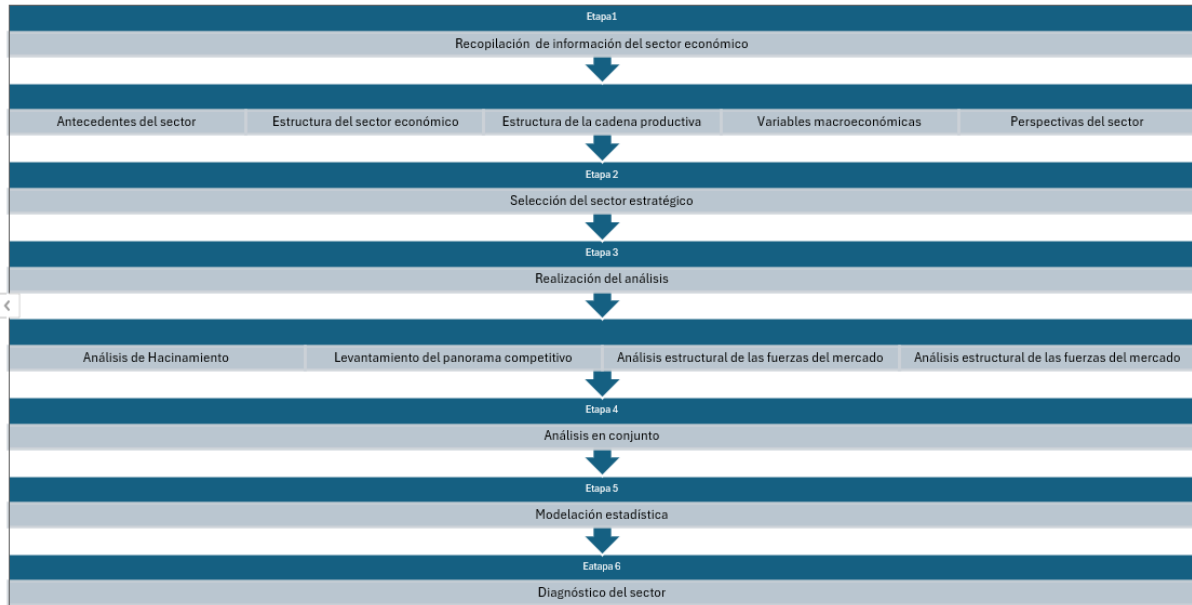 Etapa1
Recopilación de información del sector económico
Antecedentes del sector
Estructura del sector económico
Estructura de la cadena productiva
Variables macroeconómicas
Perspectivas del sector
Etapa 2
Selección del sector estratégico
Etapa 3
Realización del análisis
Análisis de Hacinamiento
Levantamiento del panorama competitivo
Análisis estructural de las fuerzas del mercado
Análisis estructural de las fuerzas del mercado
Etapa 4
Análisis en conjunto
Etapa 5
Modelación estadística
Eatapa 6
Diagnóstico del sector